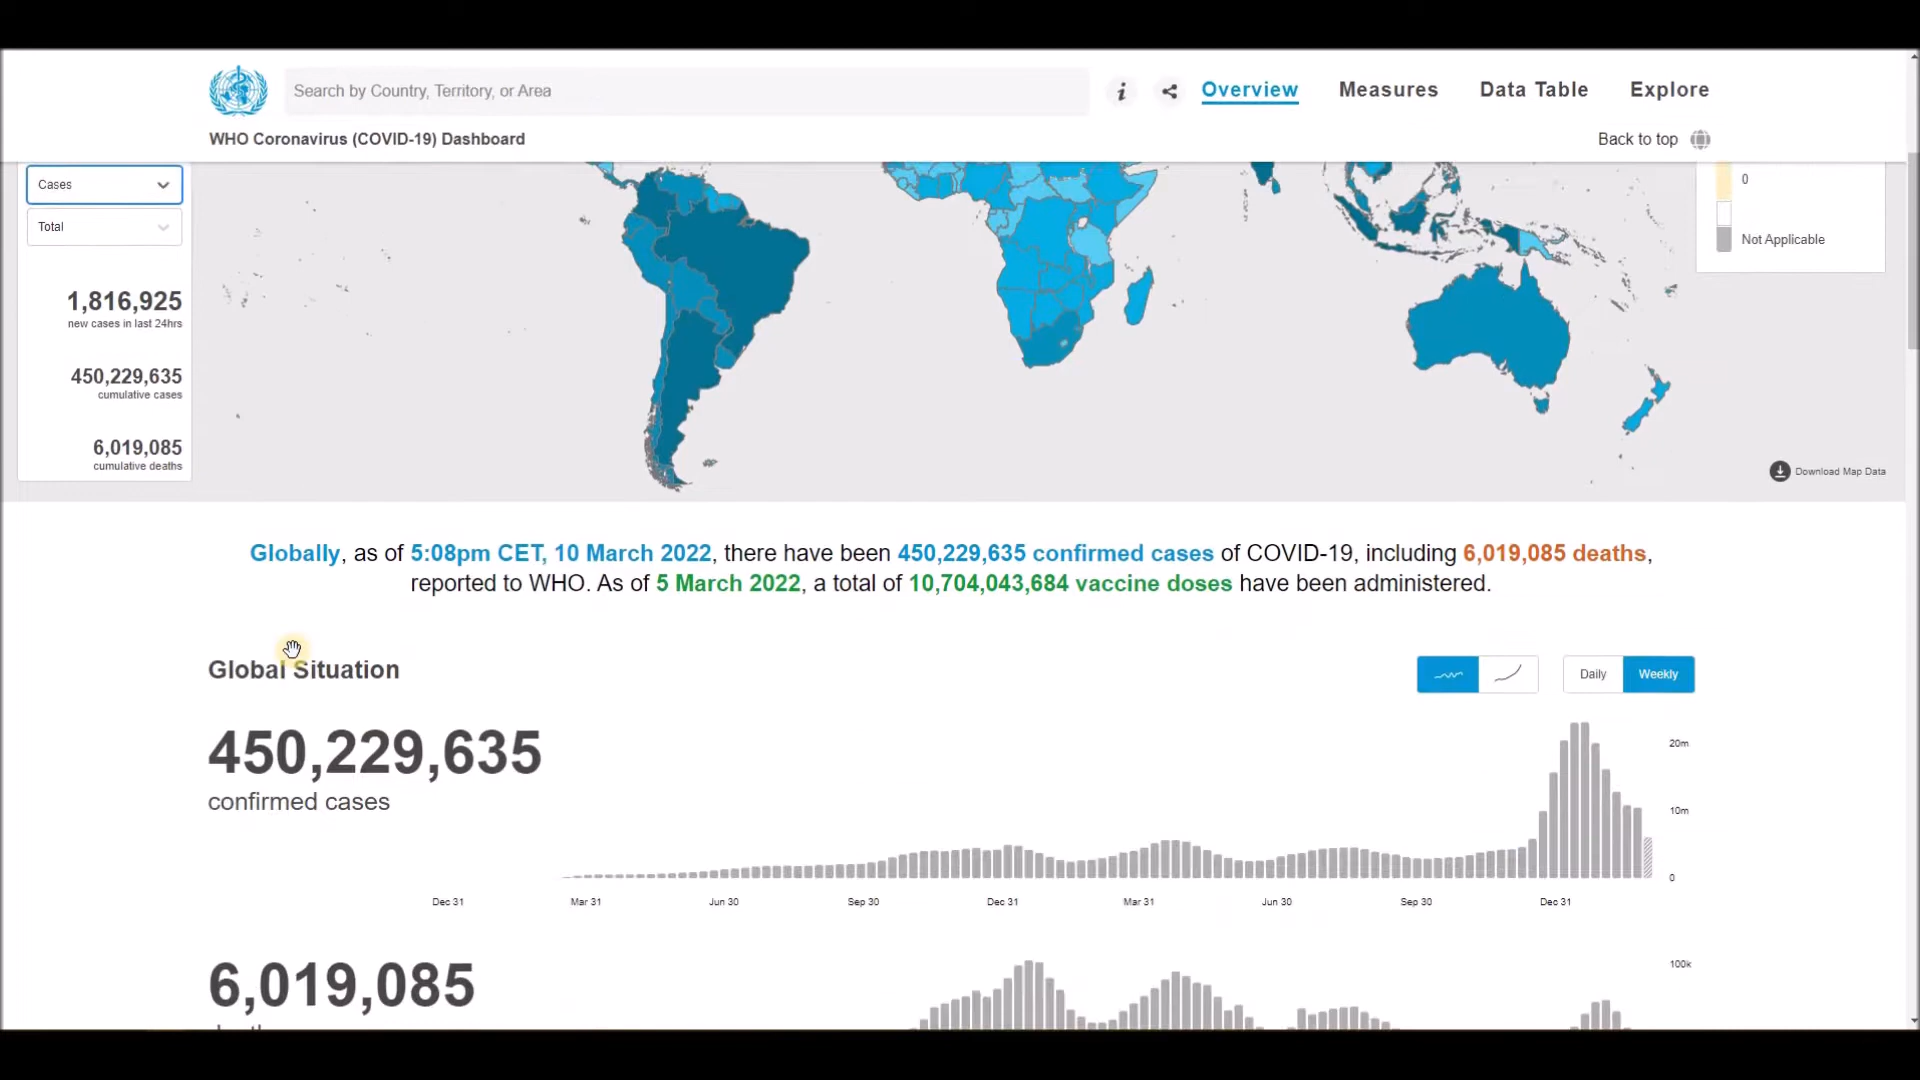 Search by Country, Territory, or Area
i
Overview
Measures
Data Table
Explore
WHO Coronavirus (COVID-19) Dashboard
Back to top
Cases
Total
1,816,925
new cases in last 24hrs
450,229,635
cumulative cases
6,019,085
cumulative deaths
0
Not Applicable
Download Map Data
Globally, as of 5:08pm CET, 10 March 2022, there have been 450,229,635 confirmed cases of COVID-19, including 6,019,085 deaths,
reported to WHO. As of 5 March 2022, a total of 10,704,043,684 vaccine doses have been administered.
Global Situation
Daily
Weekly
450,229,635
confirmed cases
20m
10m
0
Dec 31
Mar 31
Jun 30
Sep 30
Dec 31
Mar 31
Jun 30
Sep 30
Dec 31
6,019,085
100k